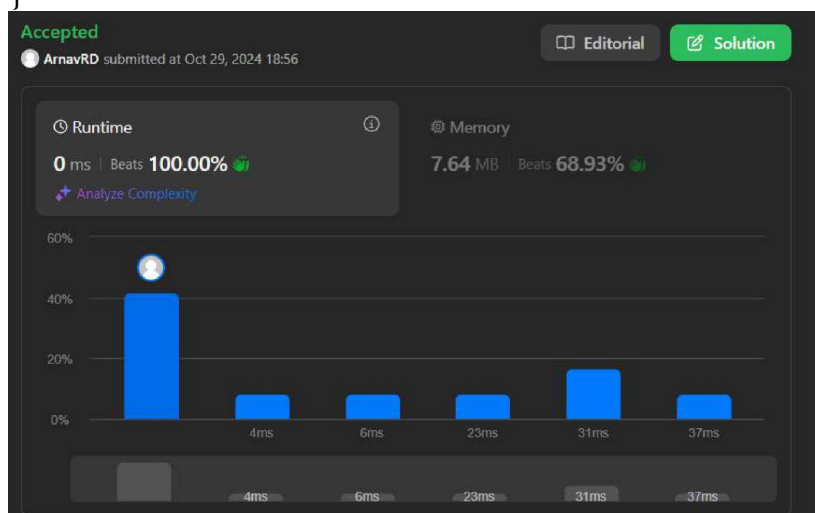 }
Accepted
Editorial
Solution
ArnavRD submitted at Oct 29, 2024 18:56
Runtime
Memory
0 ms | Beats 100.00%
7.64 MB | Beats 68.93%
Analyze Complexity
60%
40%
20%
0%
4ms 6ms 23ms 31ms 37ms
4ms 6ms 23ms 31ms 37ms